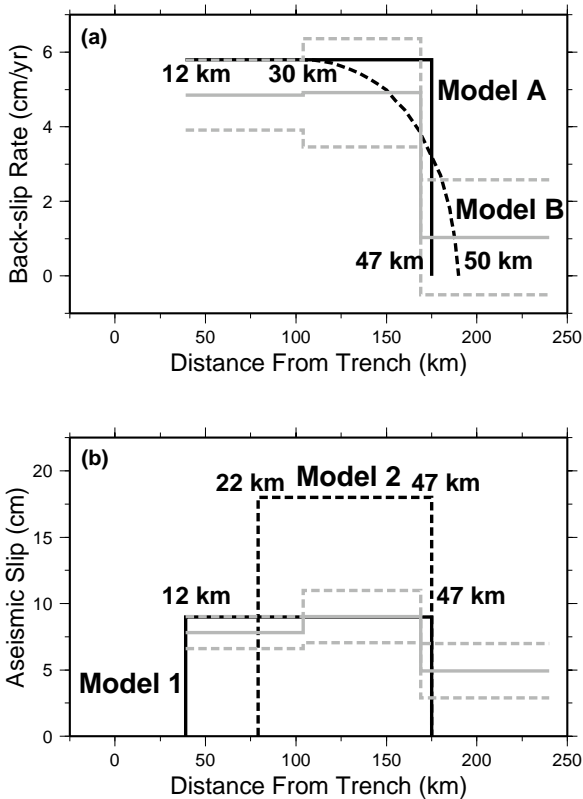 (a)
6
4
2
0
Back-slip Rate (cm/yr)
12 km
30 km
Model A
Model B
47 km
50 km
0
50
100
150
200
250
Distance From Trench (km)
(b)
20
15
10
5
0
Aseismic Slip (cm)
22 km
Model 2
47 km
12 km
47 km
Model 1
0
50
100
150
200
250
Distance From Trench (km)